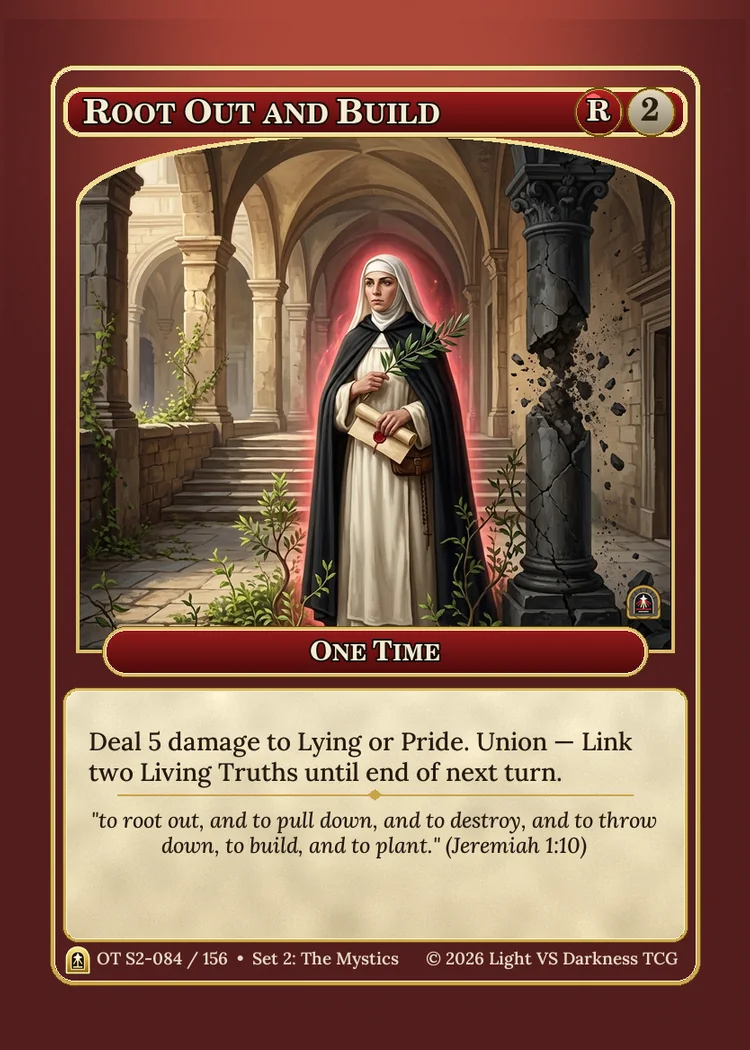 Root Out and Build R 2
One Time
Deal 5 damage to Lying or Pride. Union — Link
two Living Truths until end of next turn.
"to root out, and to pull down, and to destroy, and to throw
down, to build, and to plant." (Jeremiah 1:10)
OT S2-084 / 156 • Set 2: The Mystics © 2026 Light VS Darkness TCG